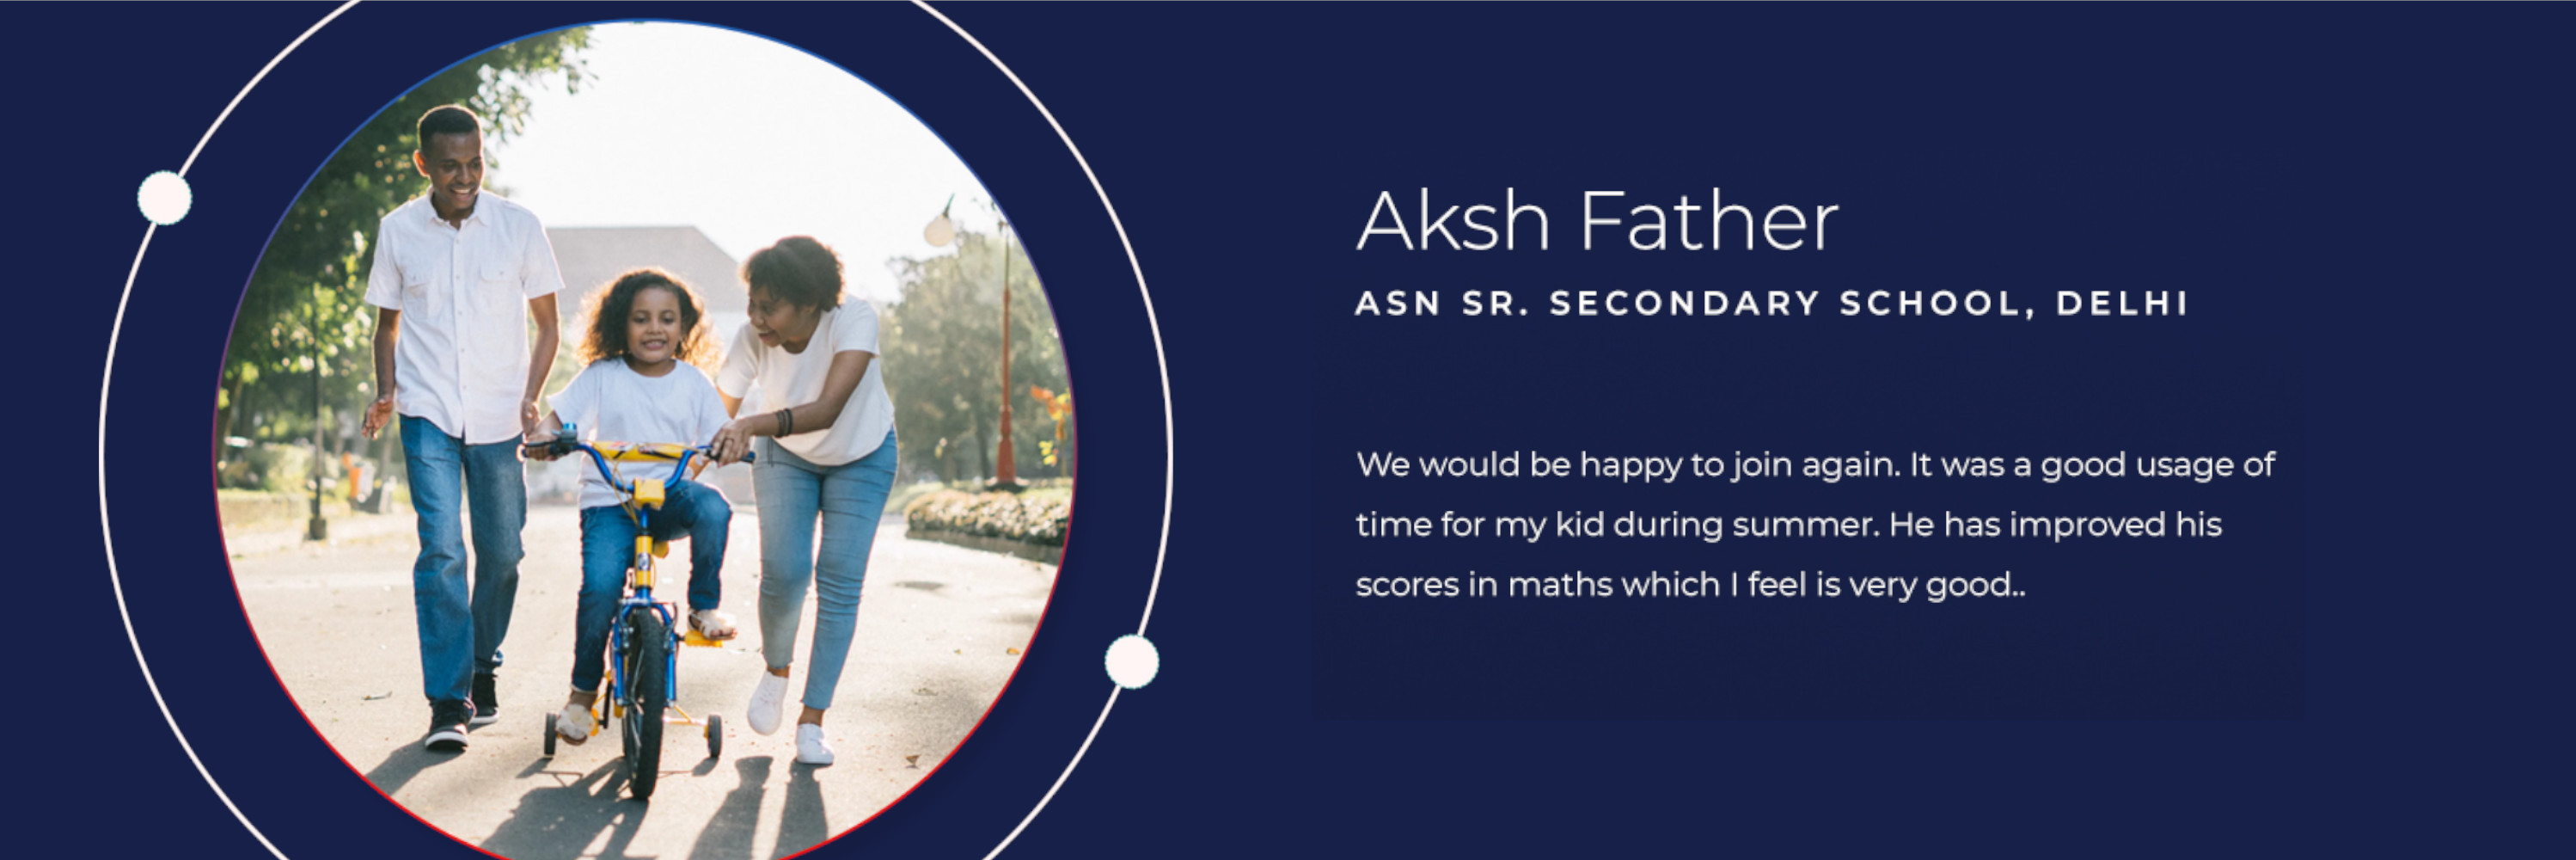 Aksh Father
ASN SR. SECONDARY SCHOOL, DELHI
We would be happy to join again. It was a good usage of
time for my kid during summer. He has improved his
scores in maths which I feel is very good..